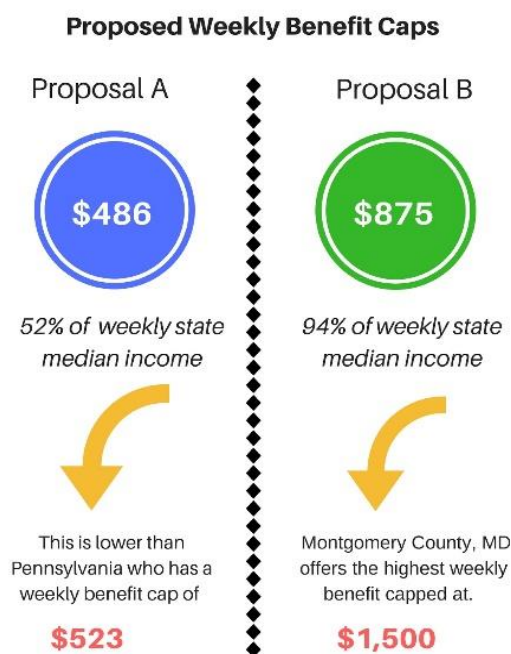 Proposed Weekly Benefit Caps
Proposal A
$486
52% of weekly state
median income
This is lower than
Pennsylvania who has a
weekly benefit cap of
$523
Proposal B
$875
94% of weekly state
median income
Montgomery County, MD
offers the highest weekly
benefit capped at.
$1,500